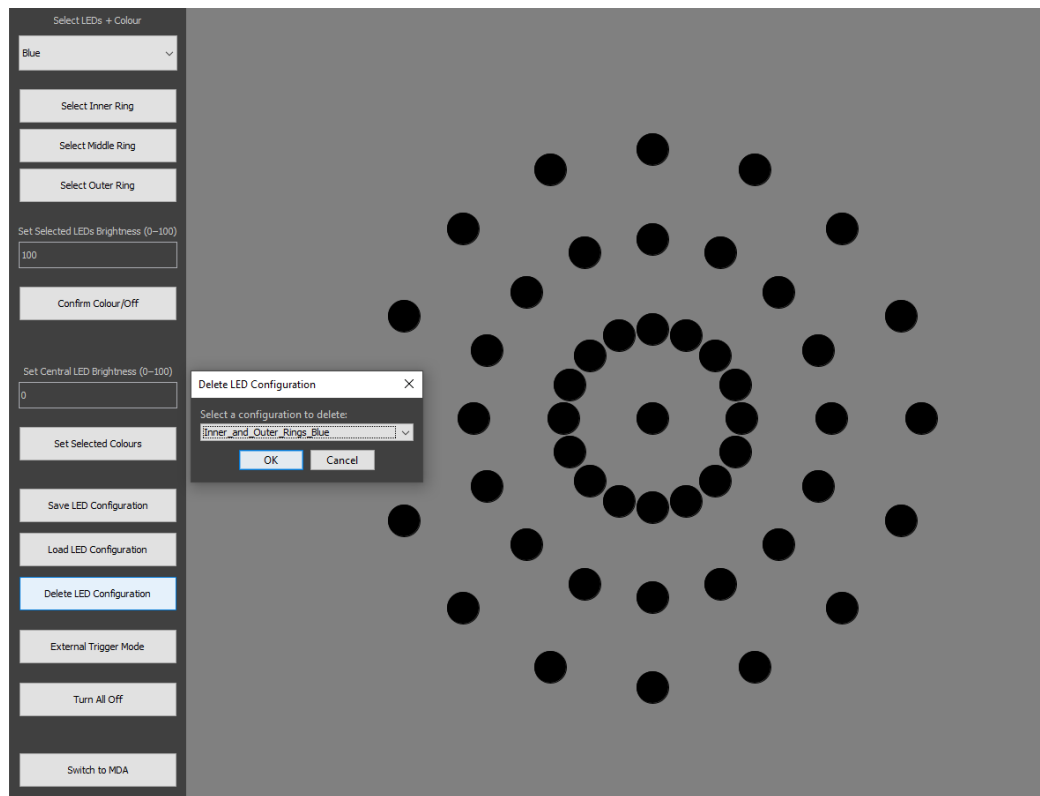 Select LEDs + Colour
Blue
Select Inner Ring
Select Middle Ring
Select Outer Ring
Set Selected LEDs Brightness (0–100)
100
Confirm Colour/Off
Set Central LED Brightness (0–100)
0
Set Selected Colours
Save LED Configuration
Load LED Configuration
Delete LED Configuration
External Trigger Mode
Turn All Off
Switch to MDA
Delete LED Configuration
Select a configuration to delete:
Inner_and_Outer_Rings_Blue
OK Cancel